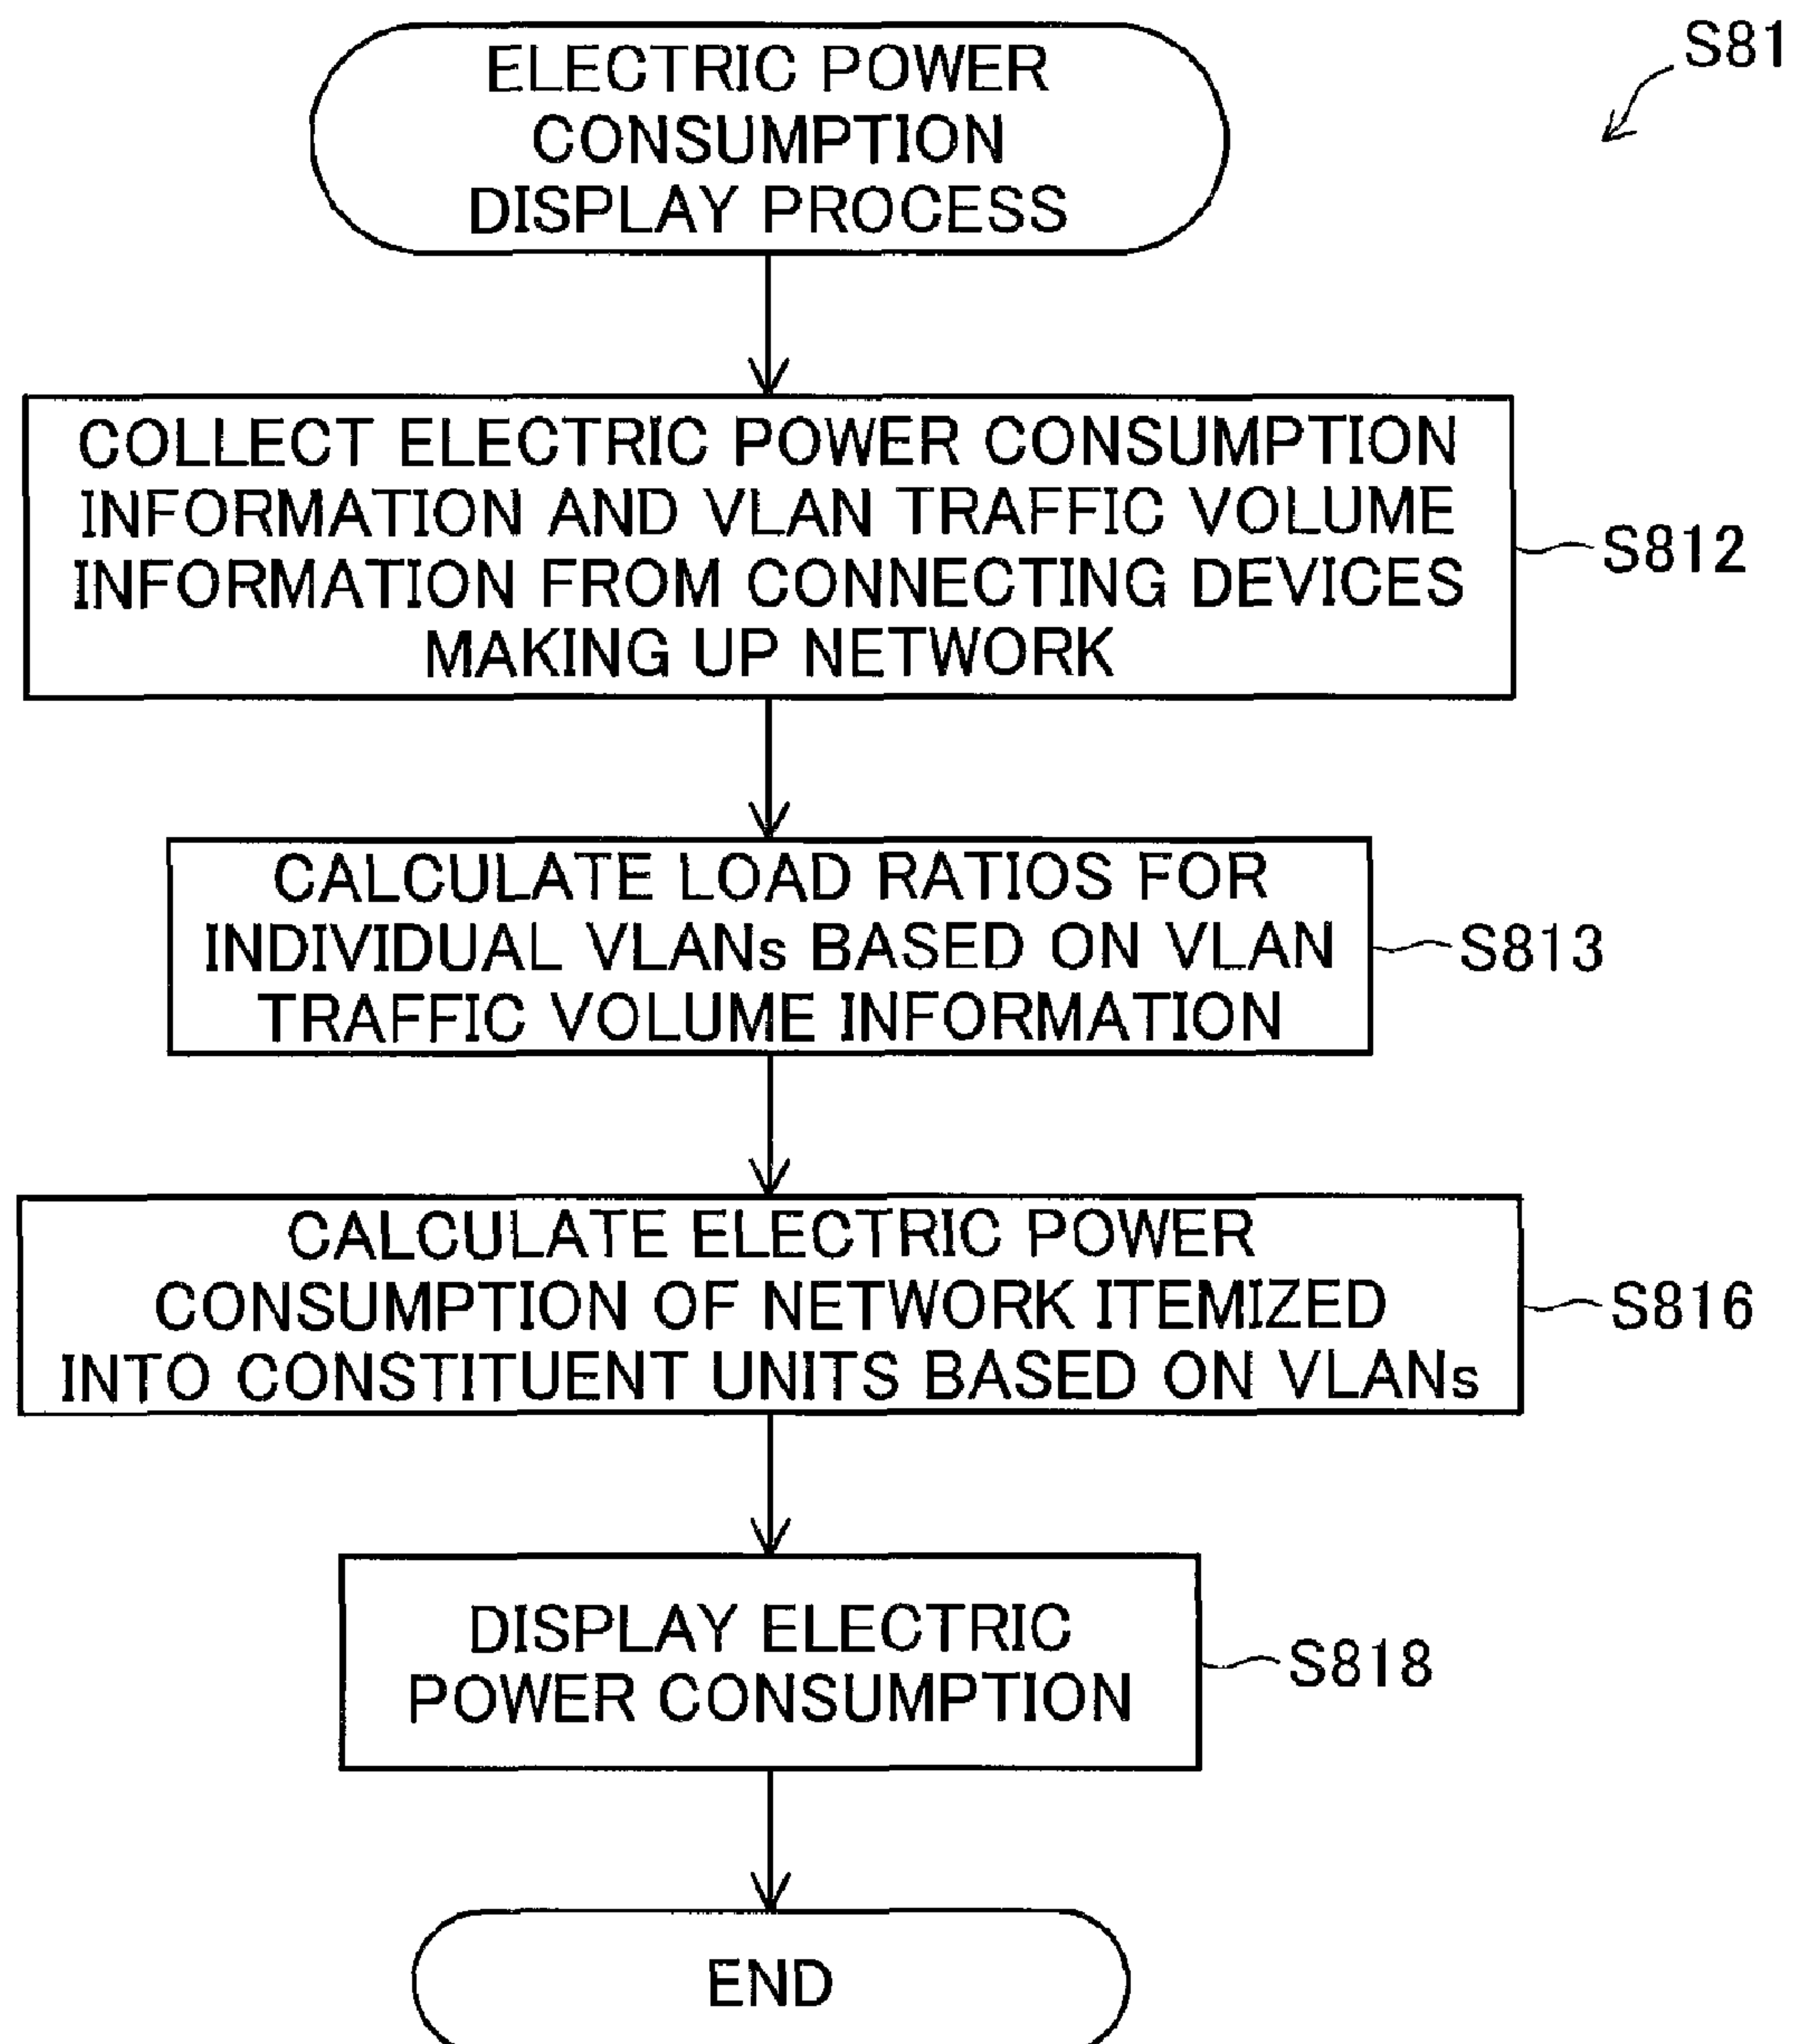 S81
ELECTRIC POWER
CONSUMPTION
DISPLAY PROCESS
COLLECT ELECTRIC POWER CONSUMPTION
INFORMATION AND VLAN TRAFFIC VOLUME
INFORMATION FROM CONNECTING DEVICES
MAKING UP NETWORK
S812
CALCULATE LOAD RATIOS FOR
INDIVIDUAL VLANs BASED ON VLAN
TRAFFIC VOLUME INFORMATION
S813
CALCULATE ELECTRIC POWER
CONSUMPTION OF NETWORK ITEMIZED
INTO CONSTITUENT UNITS BASED ON VLANs
S816
DISPLAY ELECTRIC
POWER CONSUMPTION
S818
END